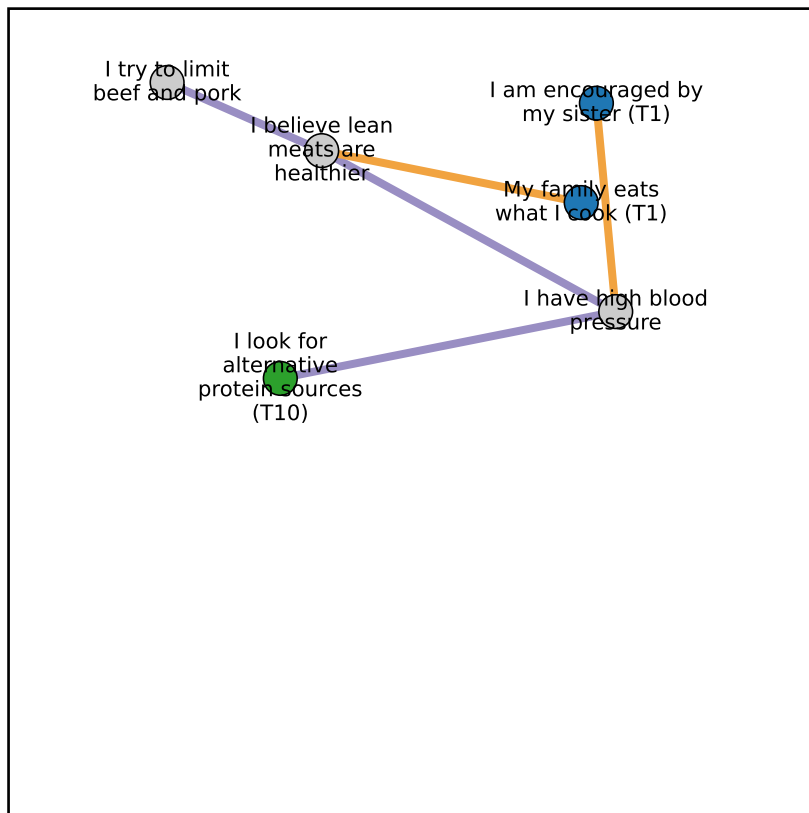 I try to limit
beef and pork
I am encouraged by
my sister (T1)
I believe lean
meats are
healthier
My family eats
what I cook (T1)
I have high blood
pressure
I look for
alternative
protein sources
(T10)